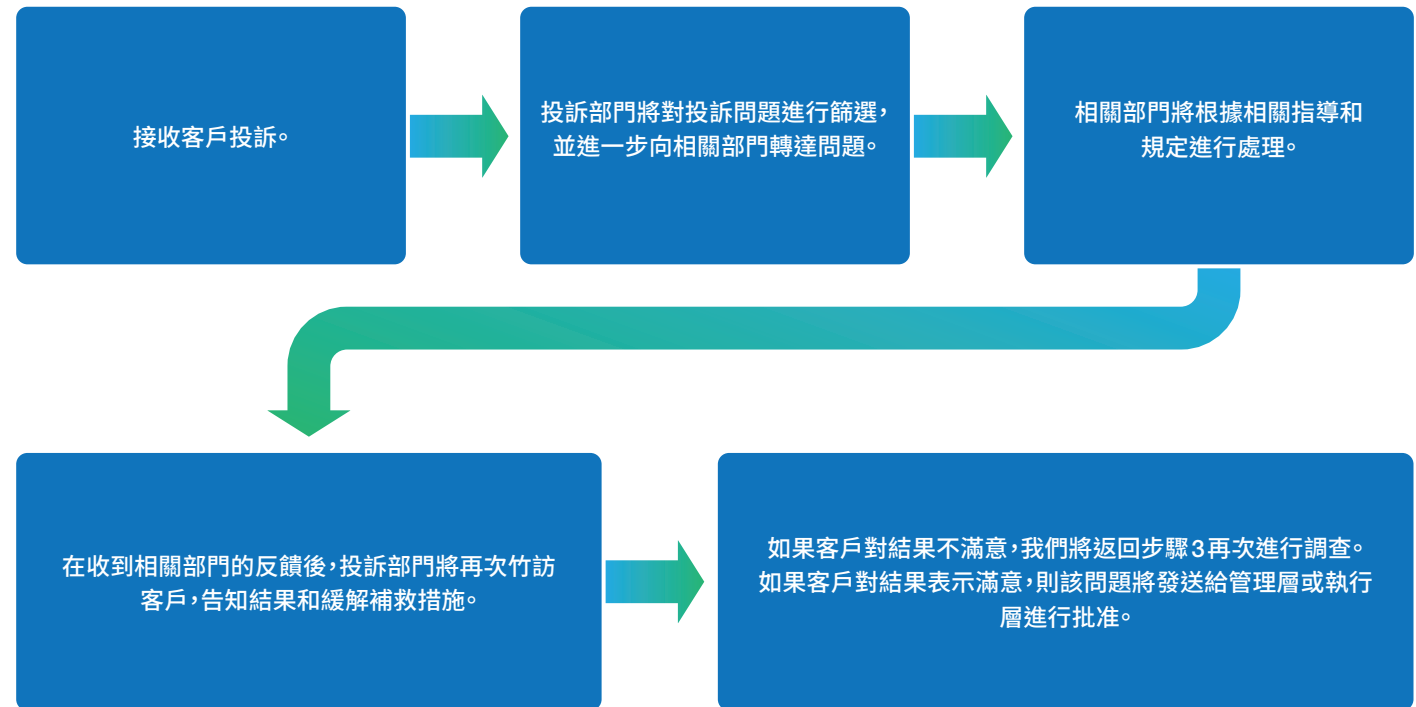 接收客戶投訴。
投訴部門將對投訴問題進行篩選，
並進一步向相關部門轉達問題。
相關部門將根據相關指導和
規定進行處理。
在收到相關部門的反饋後，投訴部門將再次竹訪
客戶，告知結果和緩解補救措施。
如果客戶對結果不滿意，我們將返回步驟3再次進行調查。
如果客戶對結果表示滿意，則該問題將發送給管理層或執行
層進行批准。